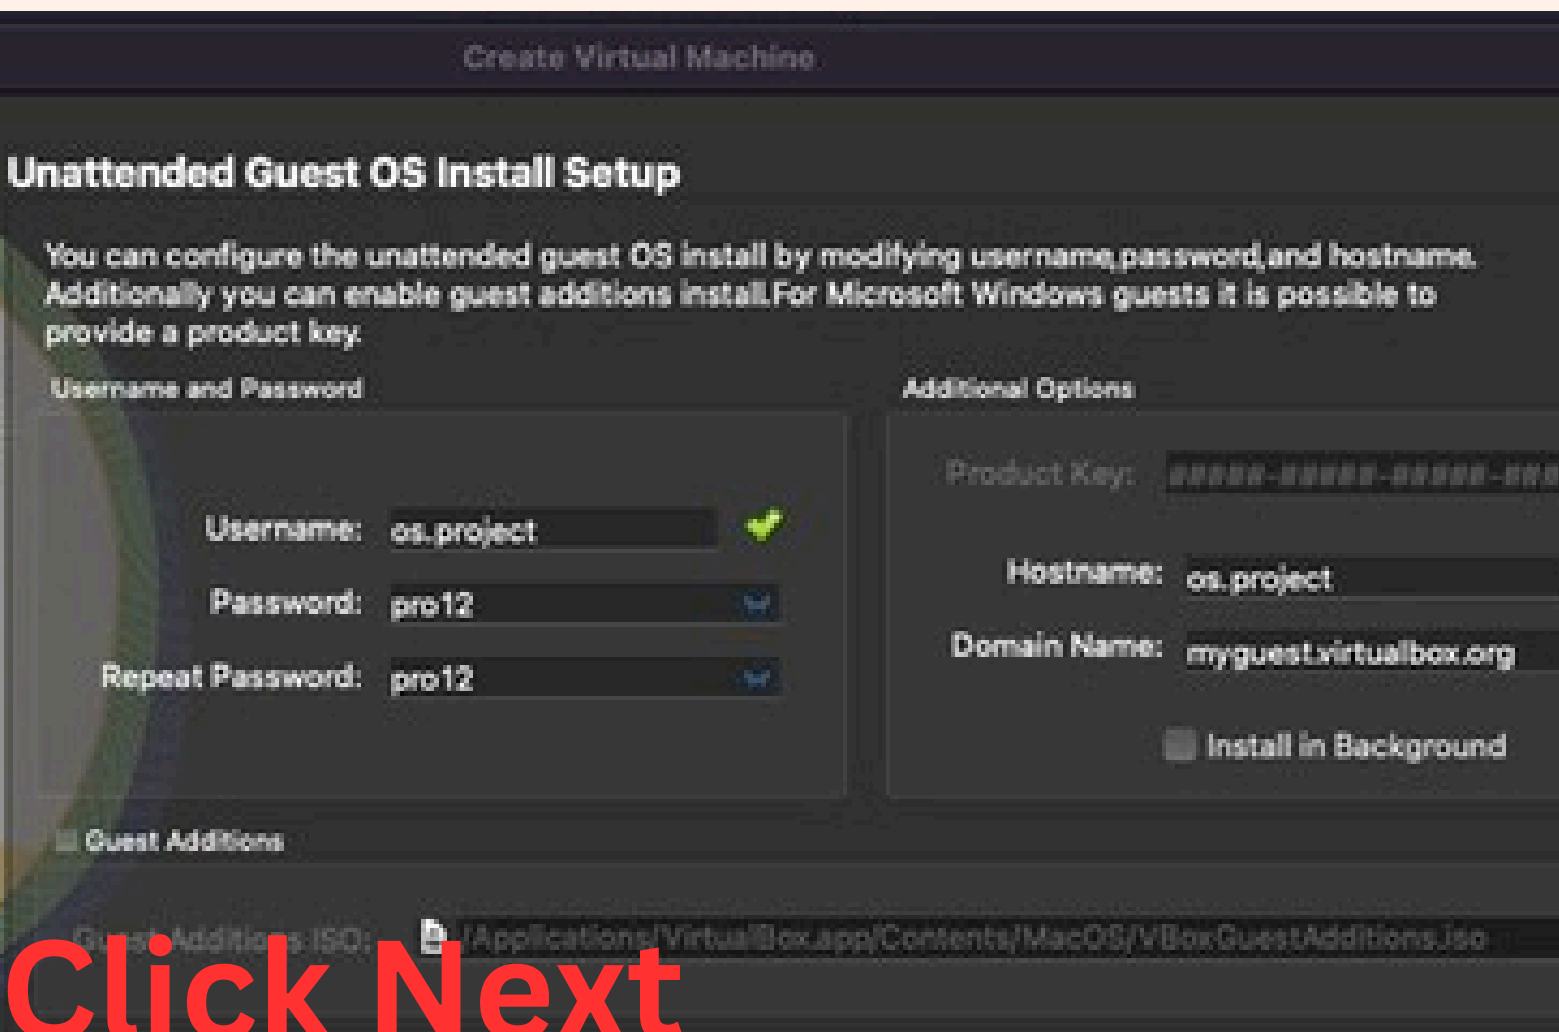 Create Virtual Machine
Unattended Guest OS Install Setup
You can configure the unattended guest OS install by modifying username,password,and hostname.
Additionally you can enable guest additions install.For Microsoft Windows guests it is possible to
provide a product key.
Username and Password
Username: os.project
Password: pro12
Repeat Password: pro12
Additional Options
Product Key: #####-#####-#####-###
Hostname: os.project
Domain Name: myguest.virtualbox.org
Install in Background
Guest Additions
Guest Additions ISO: /Applications/VirtualBox.app/Contents/MacOS/VBoxGuestAdditions.iso
Click Next